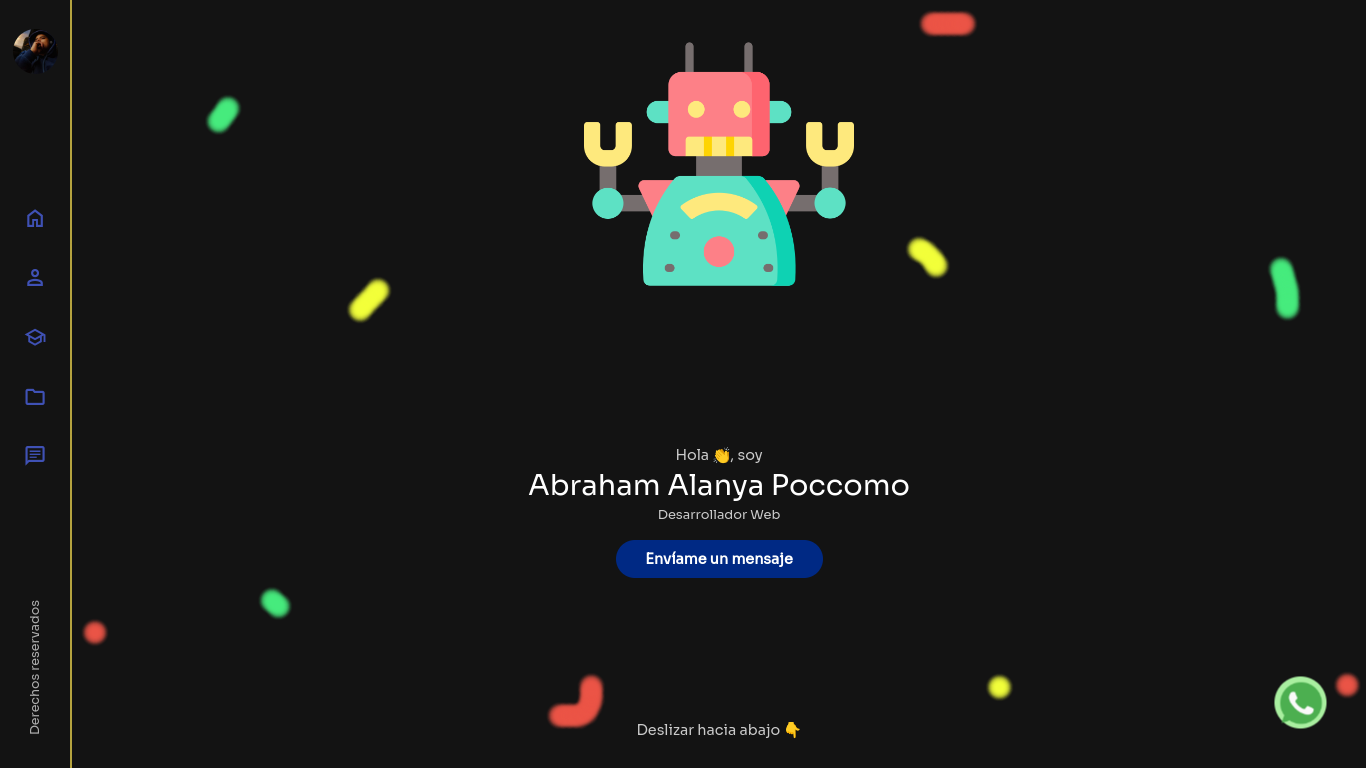 Hola 👏, soy
Abraham Alanya Poccomo
Desarrollador Web
Envíame un mensaje
Derechos reservados
Deslizar hacia abajo 👇